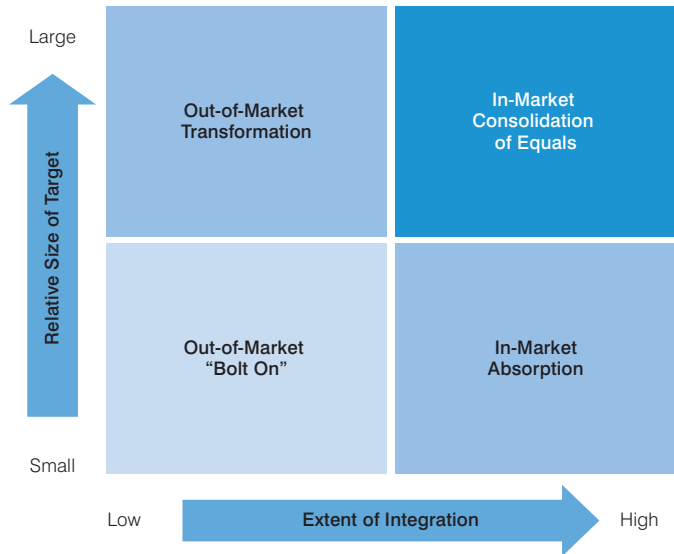 Large
Out-of-Market
Transformation
In-Market
Consolidation
of Equals
Relative Size of Target
Out-of-Market
“Bolt On”
In-Market
Absorption
Small
Low
Extent of Integration
High